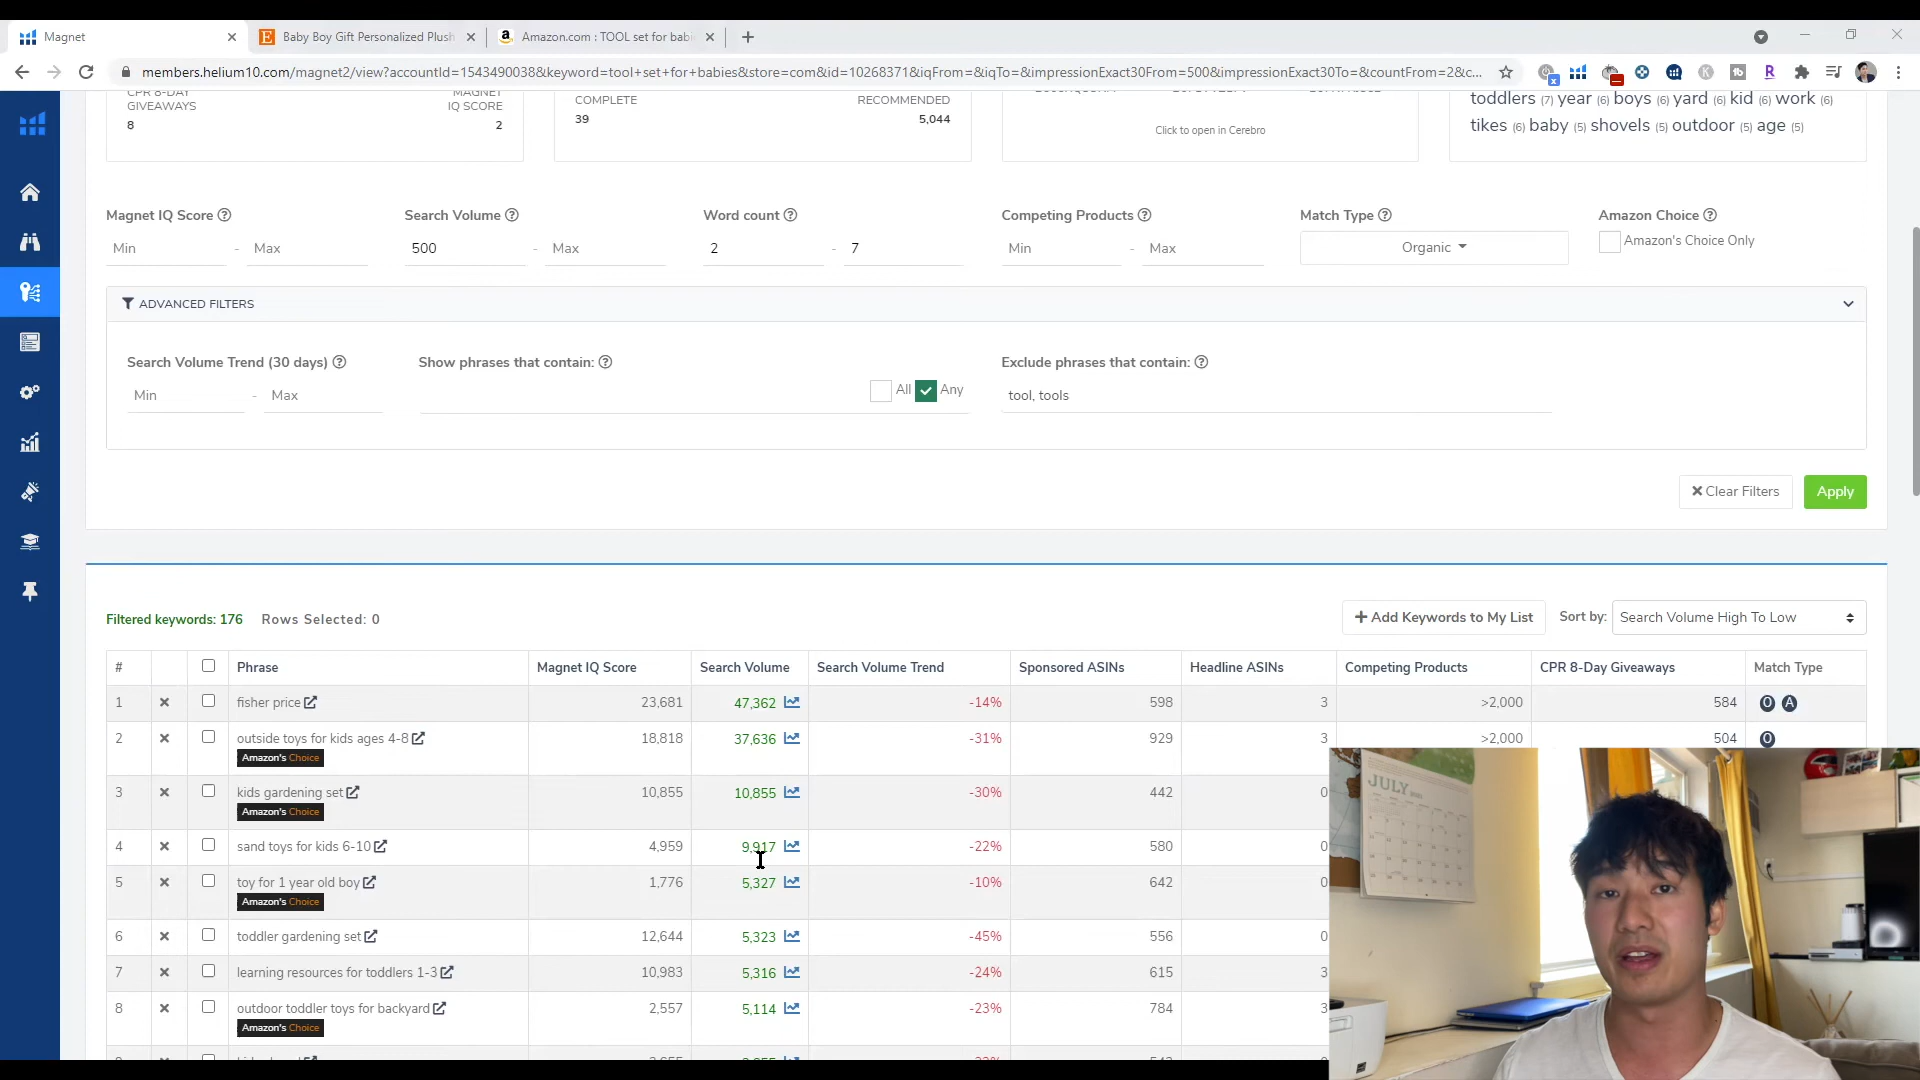 Magnet
Baby Boy Gift Personalized Plush
Amazon.com : TOOL set for babi
members.helium10.com/magnet2/view?accountId=1543490038&keyword=tool+set+for+babies&store=com&id=10268371&iqFrom=&iqTo=&impressionExact30From=500&impressionExact30To=&countFrom=2&c...
CPR 8-DAY
GIVEAWAYS
8
MAGNET
IQ SCORE
2
COMPLETE
39
RECOMMENDED
5,044
Click to open in Cerebro
toddlers (7) year (6) boys (6) yard (6) kid (6) work (6)
tikes (6) baby (5) shovels (5) outdoor (5) age (5)
Magnet IQ Score
Min - Max
Search Volume
500 - Max
Word count
2 - 7
Competing Products
Min - Max
Match Type
Organic
Amazon Choice
Amazon's Choice Only
ADVANCED FILTERS
Search Volume Trend (30 days)
Min - Max
Show phrases that contain:
All Any
Exclude phrases that contain:
tool, tools
Clear Filters
Apply
Filtered keywords: 176 Rows Selected: 0
+ Add Keywords to My List
Sort by: Search Volume High To Low
# Phrase Magnet IQ Score Search Volume Search Volume Trend Sponsored ASINs Headline ASINs Competing Products CPR 8-Day Giveaways Match Type
1 fisher price 23,681 47,362 -14% 598 3 >2,000 584 O A
2 outside toys for kids ages 4-8 18,818 37,636 -31% 929 3 >2,000 504 O
Amazon's Choice
3 kids gardening set 10,855 10,855 -30% 442 0
Amazon's Choice
4 sand toys for kids 6-10 4,959 9,917 -22% 580 0
5 toy for 1 year old boy 1,776 5,327 -10% 642 0
Amazon's Choice
6 toddler gardening set 12,644 5,323 -45% 556 0
7 learning resources for toddlers 1-3 10,983 5,316 -24% 615 3
8 outdoor toddler toys for backyard 2,557 5,114 -23% 784 3
Amazon's Choice
JULY